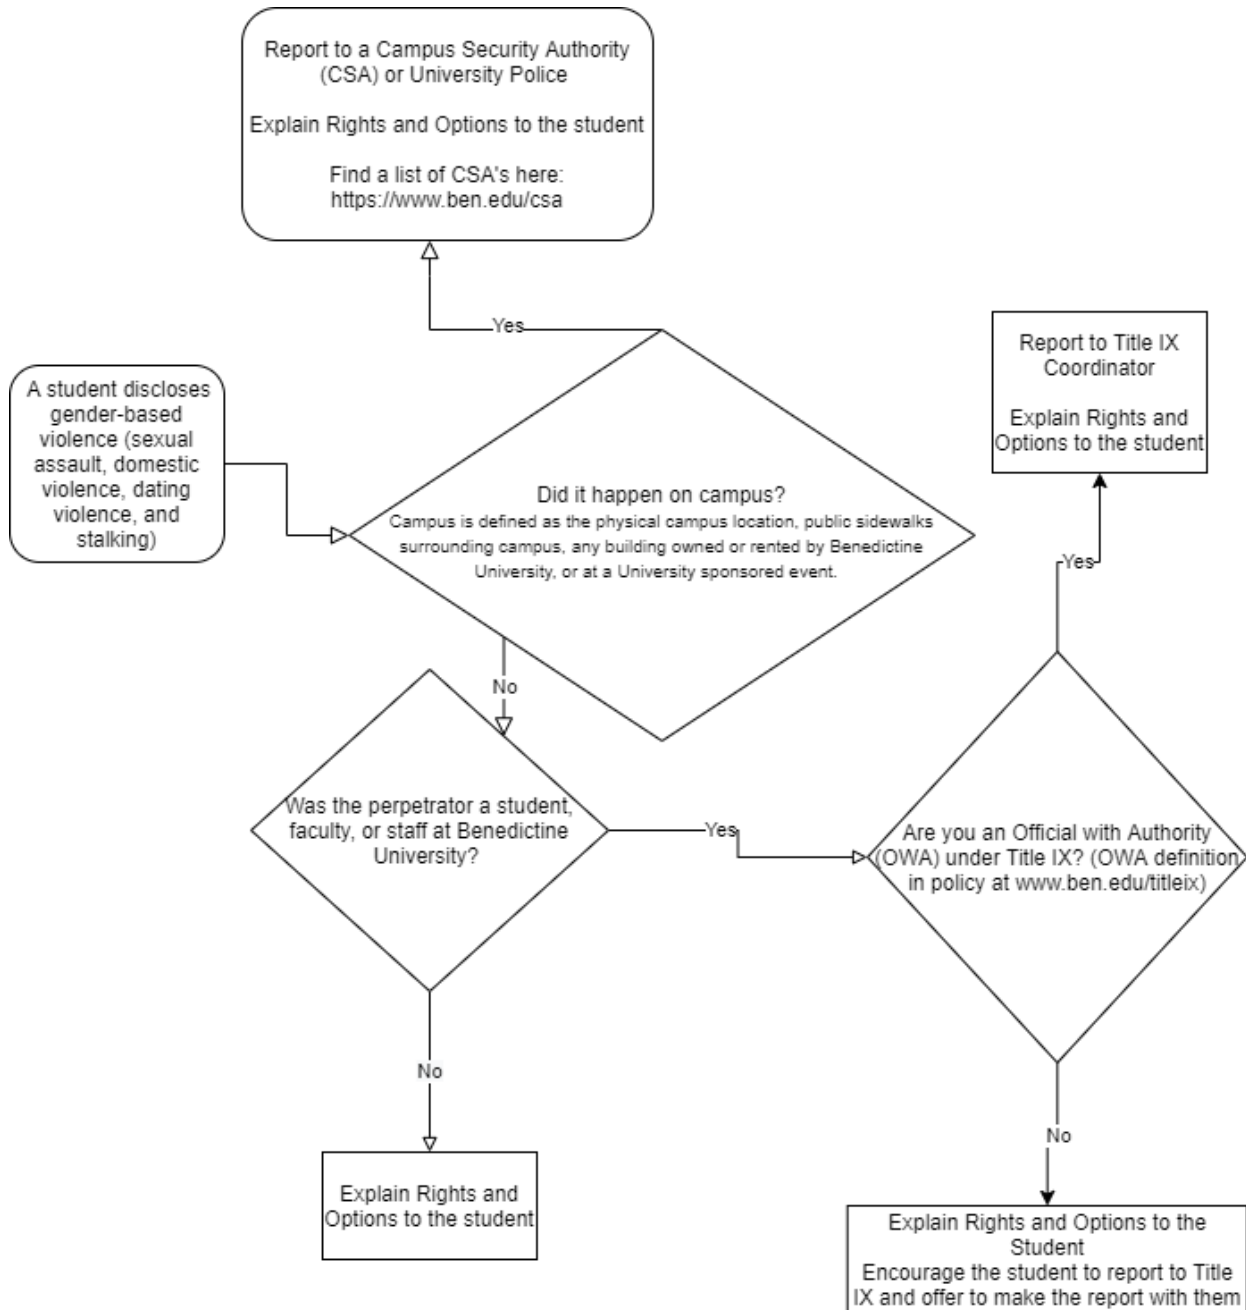 Report to a Campus Security Authority
(CSA) or University Police
Explain Rights and Options to the student
Find a list of CSA's here:
https://www.ben.edu/csa
Yes
A student discloses
gender-based
violence (sexual
assault, domestic
violence, dating
violence, and
stalking)
Did it happen on campus?
Campus is defined as the physical campus location, public sidewalks
surrounding campus, any building owned or rented by Benedictine
University, or at a University sponsored event.
Report to Title IX
Coordinator
Explain Rights and
Options to the student
Yes
No
Was the perpetrator a student,
faculty, or staff at Benedictine
University?
Yes
Are you an Official with Authority
(OWA) under Title IX? (OWA definition
in policy at www.ben.edu/titleix)
No
Explain Rights and
Options to the student
No
Explain Rights and Options to the
Student
Encourage the student to report to Title
IX and offer to make the report with them